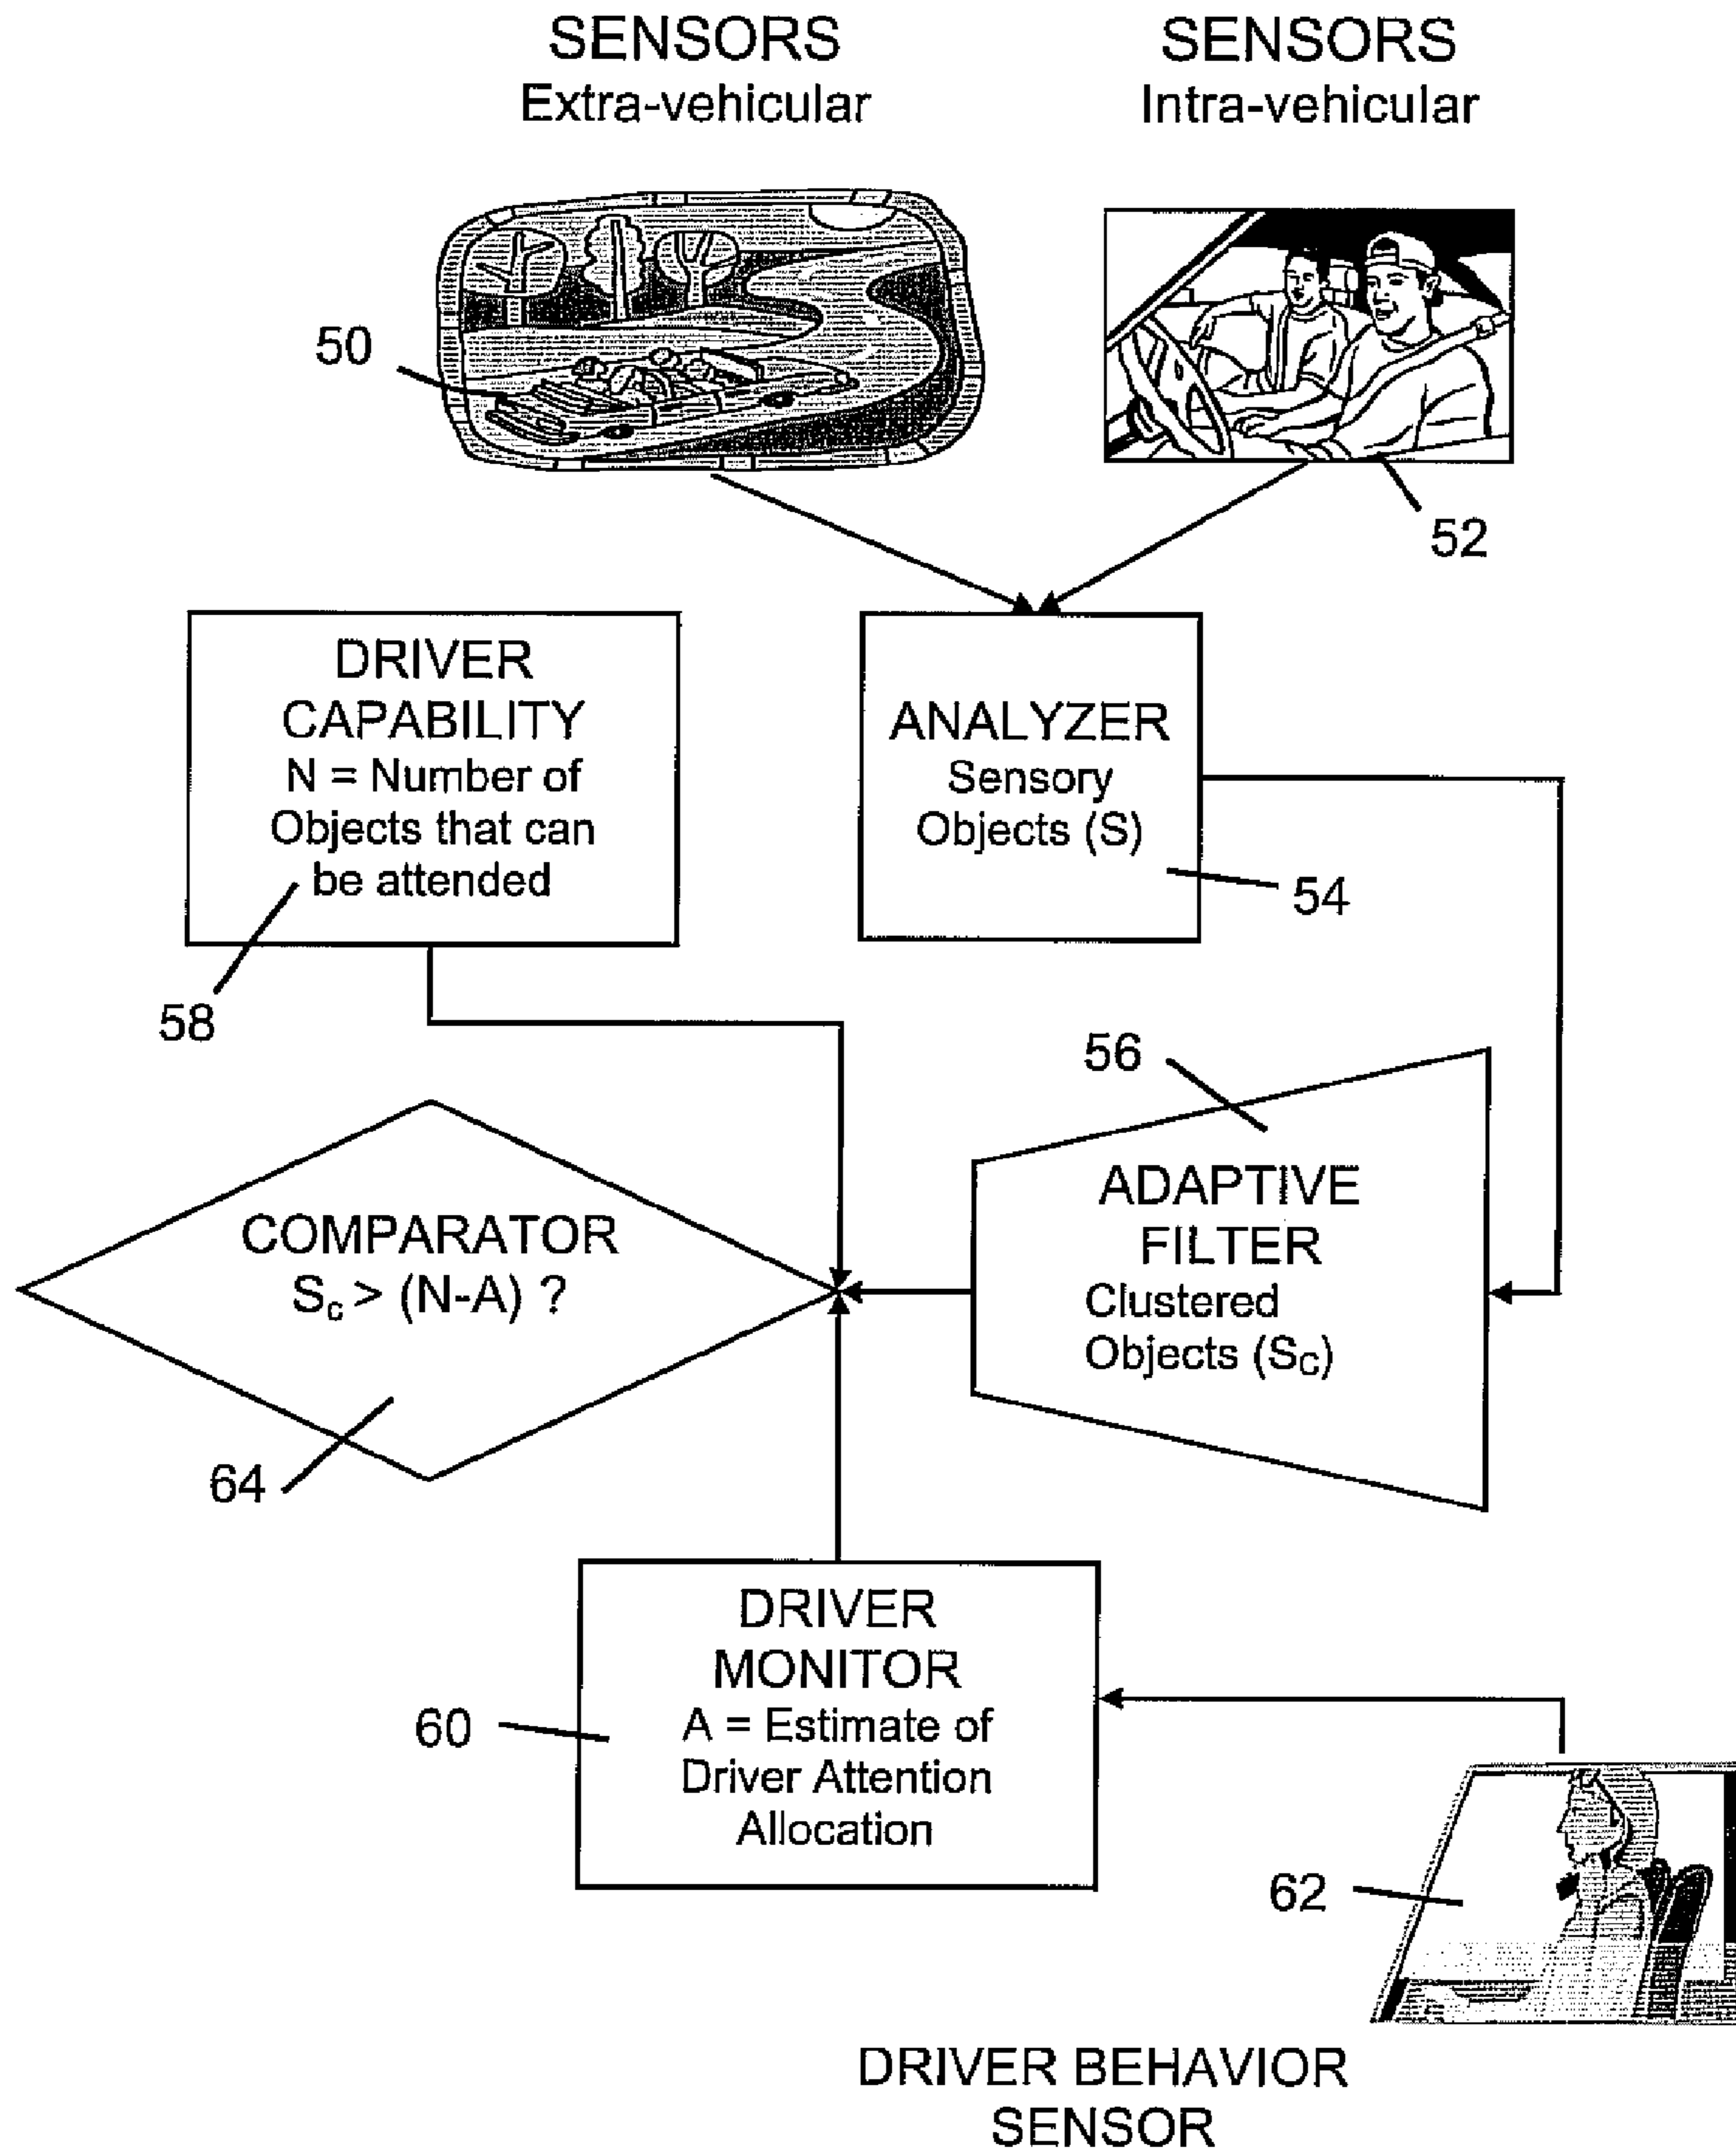 SENSORS
Extra-vehicular
SENSORS
Intra-vehicular
50
52
DRIVER
CAPABILITY
N = Number of
Objects that can
be attended
58
ANALYZER
Sensory
Objects (S)
54
56
ADAPTIVE
FILTER
Clustered
Objects (Sc)
COMPARATOR
Sc > (N-A) ?
64
DRIVER
MONITOR
A = Estimate of
Driver Attention
Allocation
60
62
DRIVER BEHAVIOR
SENSOR